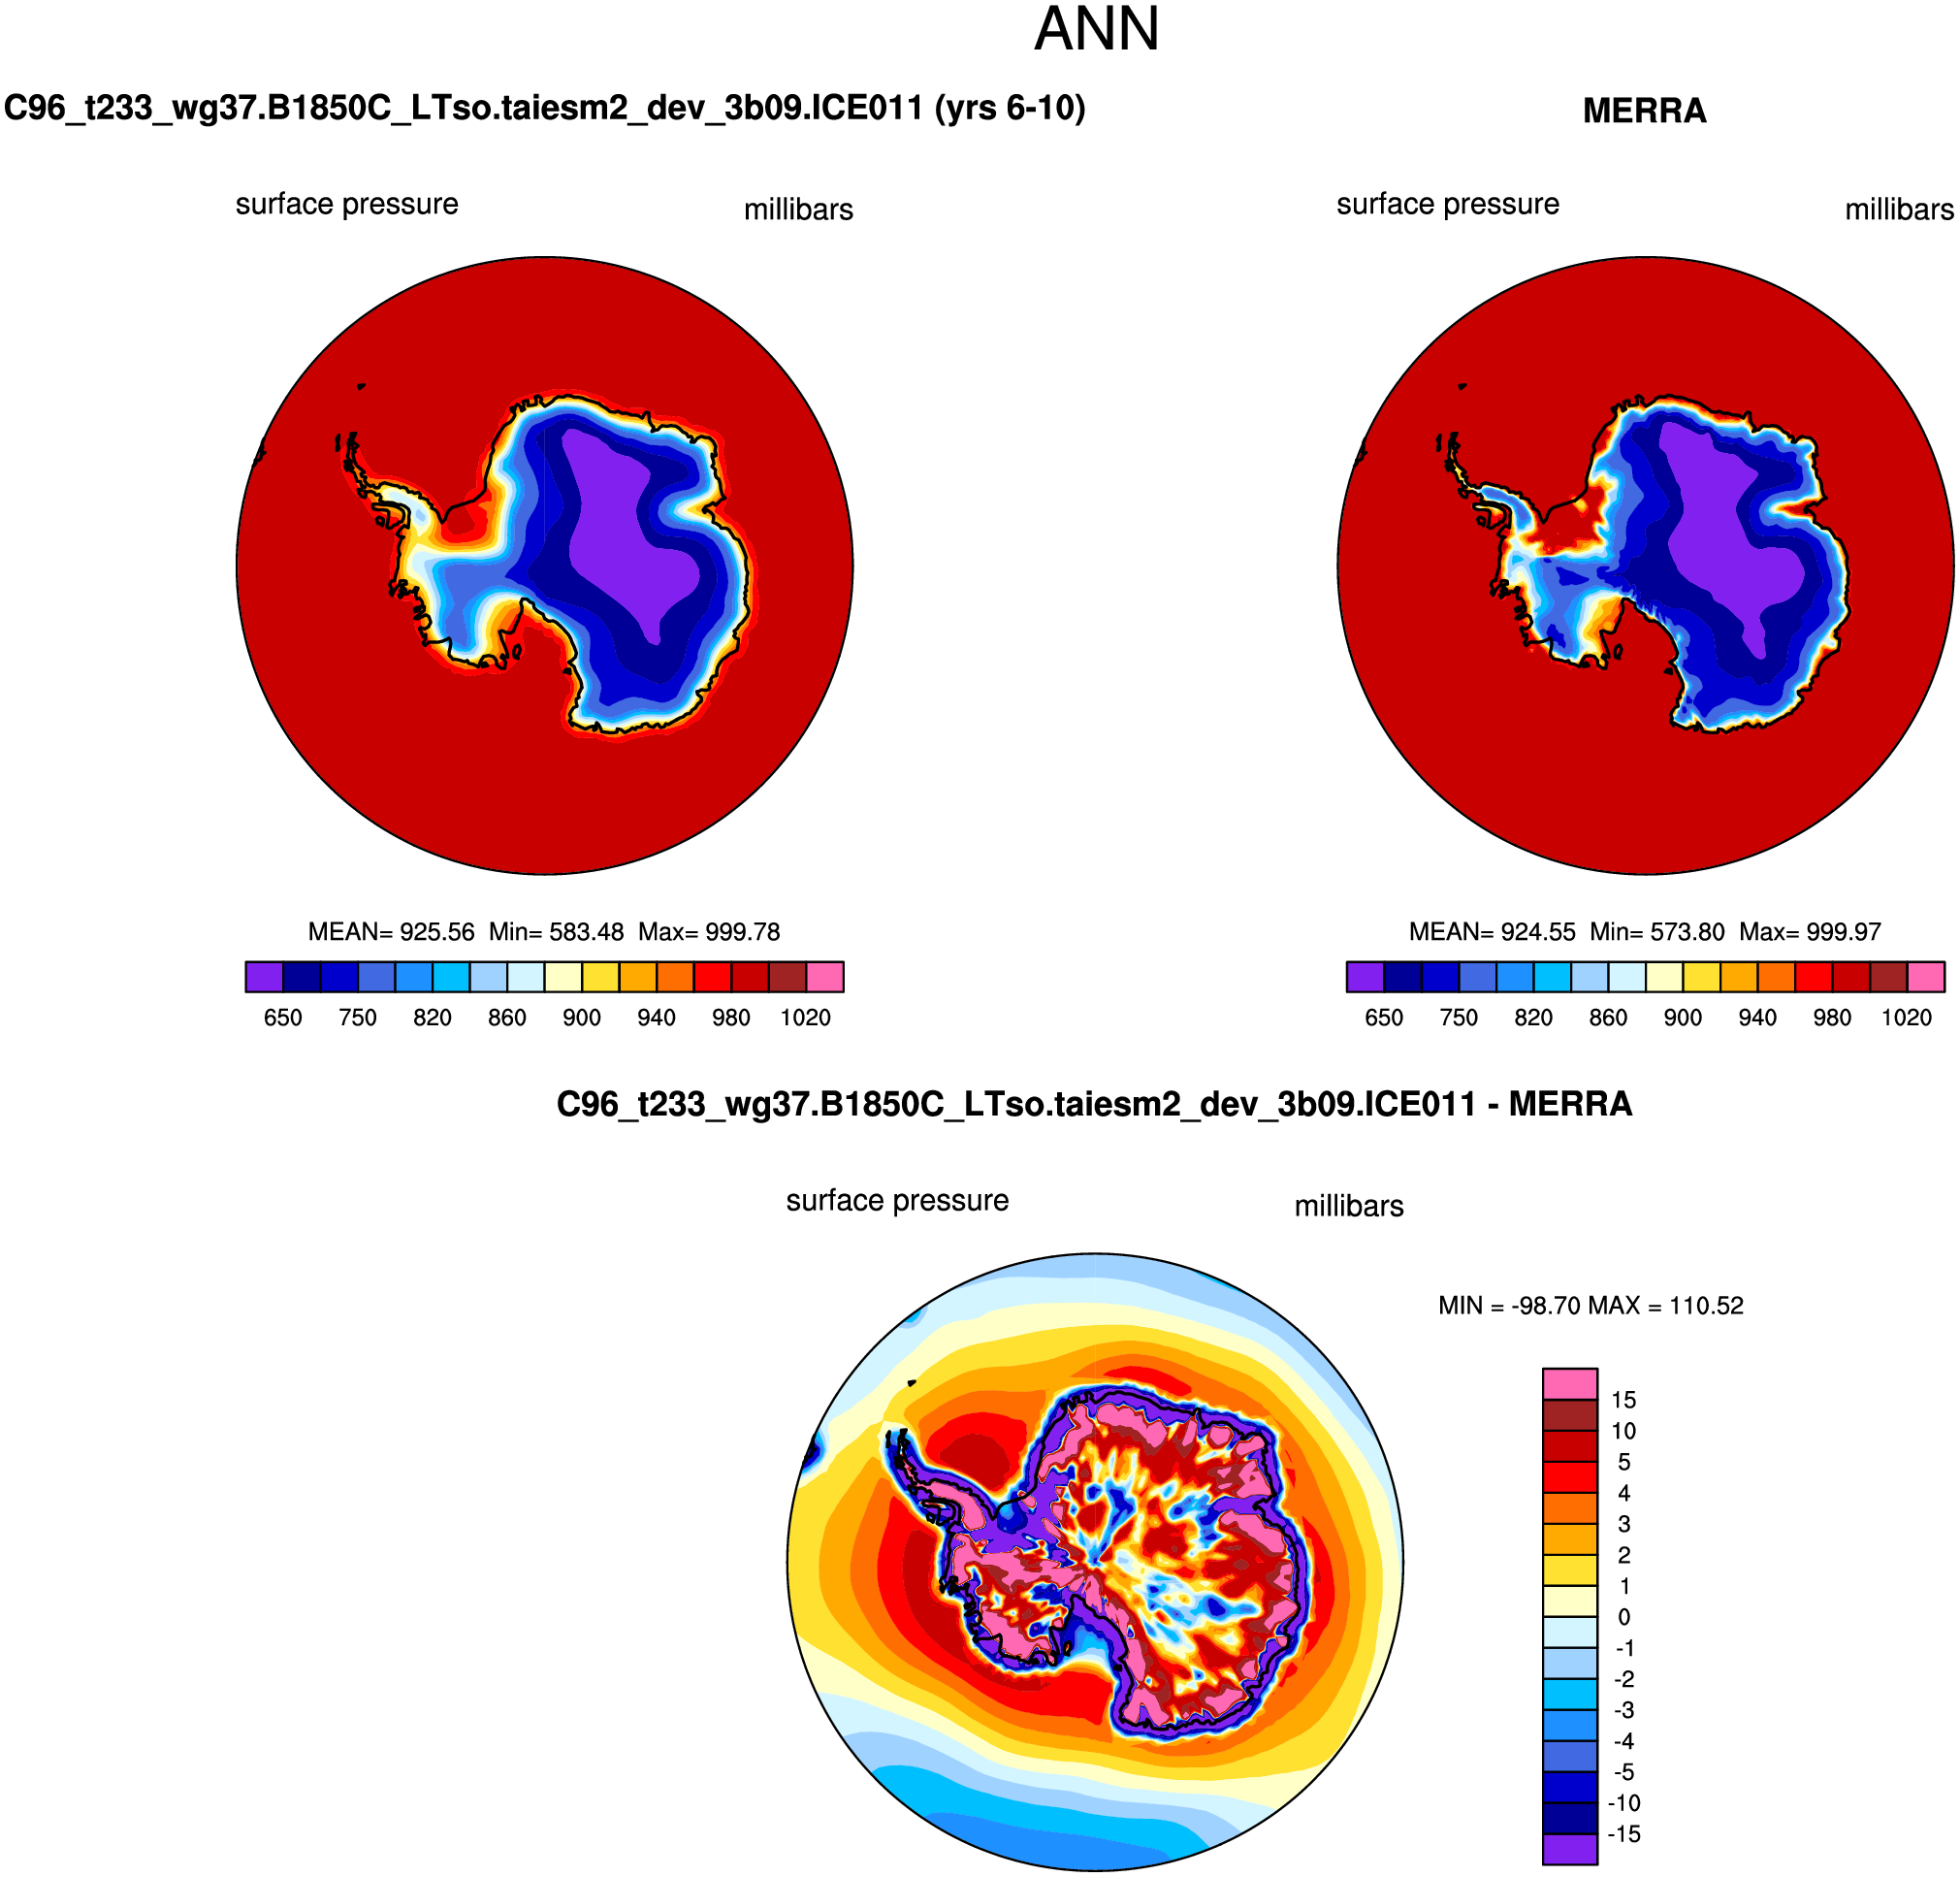 ANN
C96_t233_wg37.B1850C_LTso.taiesm2_dev_3b09.ICE011 (yrs 6-10)
MERRA
surface pressure millibars
surface pressure millibars
MEAN= 925.56 Min= 583.48 Max= 999.78
MEAN= 924.55 Min= 573.80 Max= 999.97
650 750 820 860 900 940 980 1020
650 750 820 860 900 940 980 1020
C96_t233_wg37.B1850C_LTso.taiesm2_dev_3b09.ICE011 - MERRA
surface pressure millibars
MIN = -98.70 MAX = 110.52
15
10
5
4
3
2
1
0
-1
-2
-3
-4
-5
-10
-15